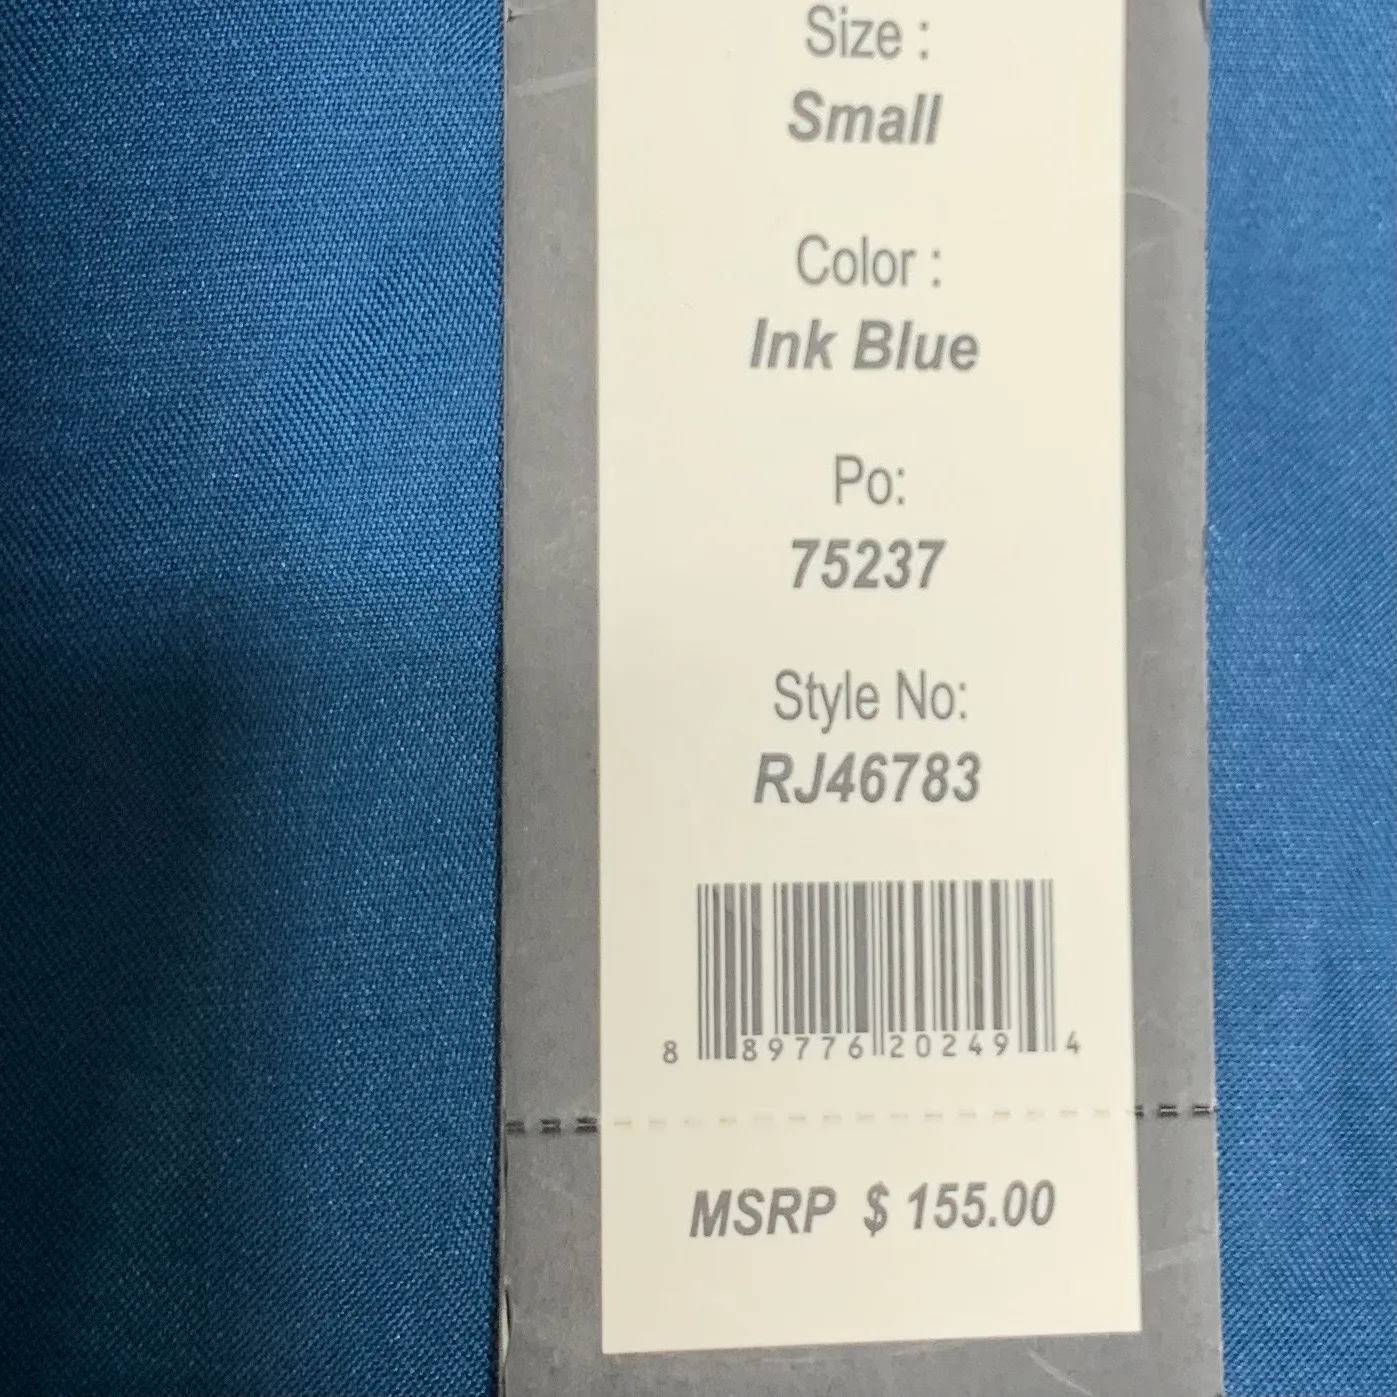 Size :
Small
Color :
Ink Blue
Po:
75237
Style No:
RJ46783
8 89776 20249 4
MSRP $ 155.00